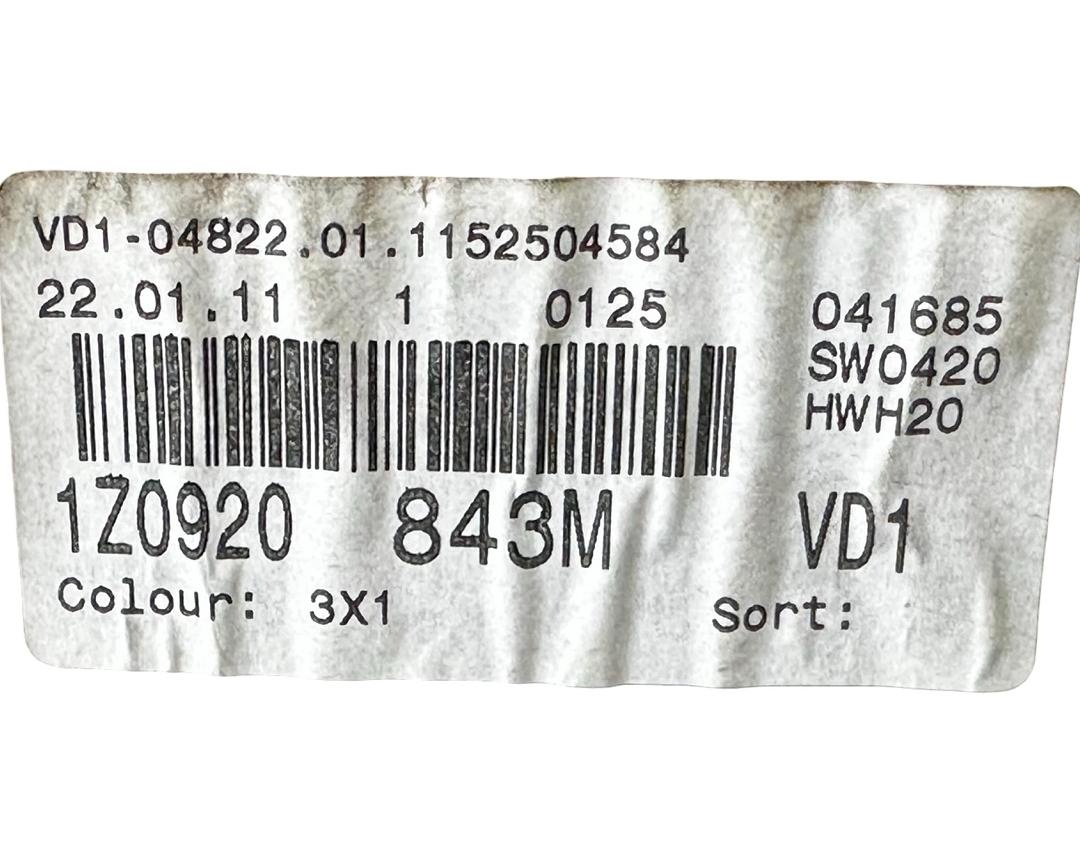 VD1-04822.01.1152504584
22.01.11 1 0125 041685
SW0420
HWH20
1Z0920 843M VD1
Colour: 3X1 Sort: